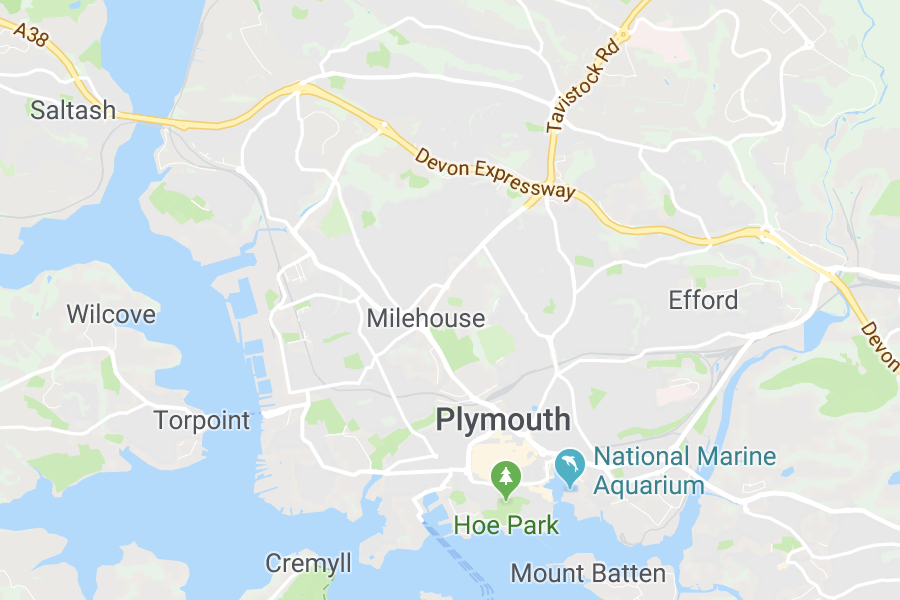 A38
Tavistock Rd
Saltash
Devon Expressway
Efford
Wilcove
Milehouse
Devon
Torpoint
Plymouth
National Marine
Aquarium
Hoe Park
Cremyll
Mount Batten